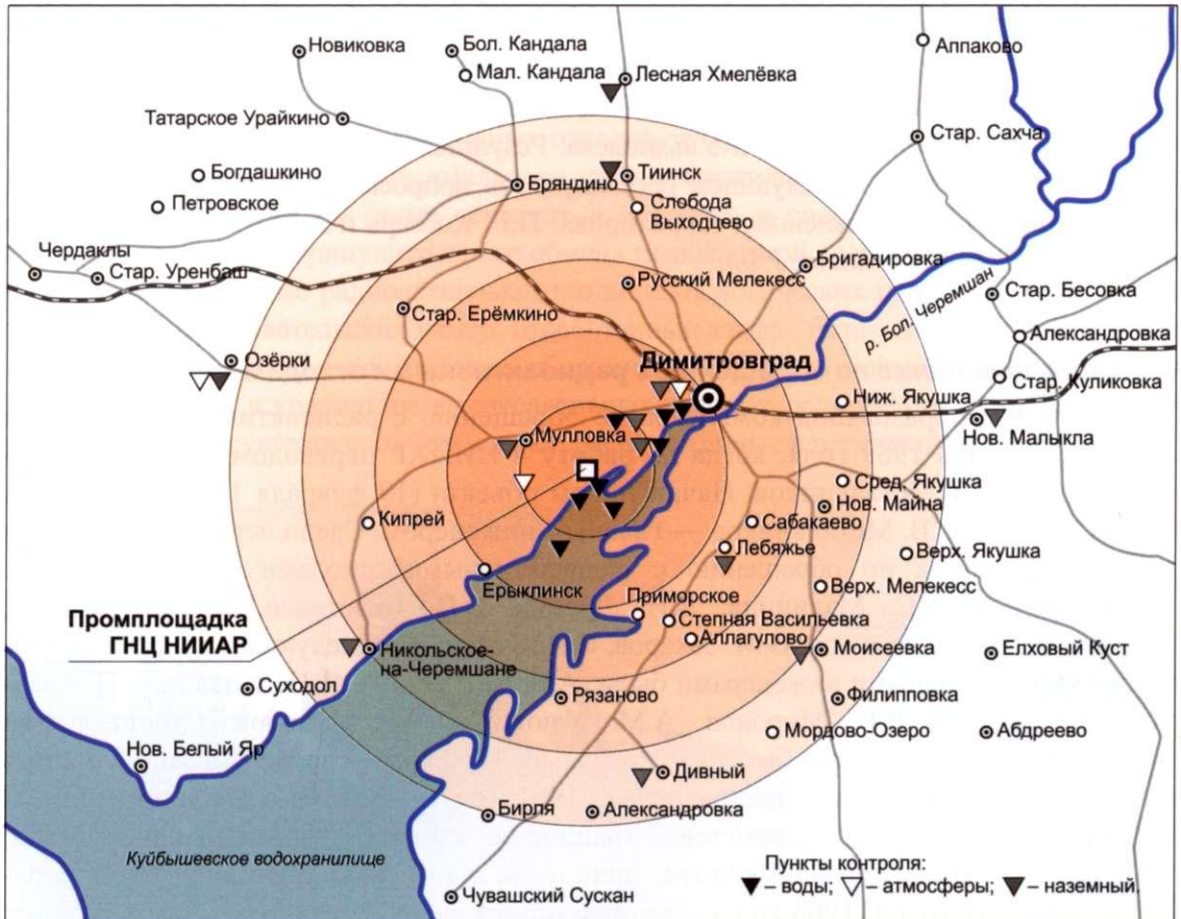 Новиковка
Бол. Кандала
Мал. Кандала
Лесная Хмелёвка
Аппаково
Татарское Урайкино
Стар. Сахча
Богдашкино
Бряндино
Тиинск
Петровское
Слобода
Выходцево
Чердаклы
Стар. Уренбаш
Бригадировка
Русский Мелекесс
р. Бол. Черемшан
Стар. Бесовка
Стар. Ерёмкино
Александровка
Озёрки
Димитровград
Стар. Куликовка
Ниж. Якушка
Нов. Малыкла
Мулловка
Сред. Якушка
Нов. Майна
Кипрей
Сабакаево
Лебяжье
Верх. Якушка
Ерыклинск
Верх. Мелекесс
Приморское
Степная Васильевка
Аллагулово
Промплощадка
ГНЦ НИИАР
Никольское-
на-Черемшане
Моисеевка
Елховый Куст
Суходол
Рязаново
Филипповка
Мордово-Озеро
Абдреево
Нов. Белый Яр
Дивный
Бирля
Александровка
Куйбышевское водохранилище
Пункты контроля:
– воды; – атмосферы; – наземный.
Чувашский Сускан